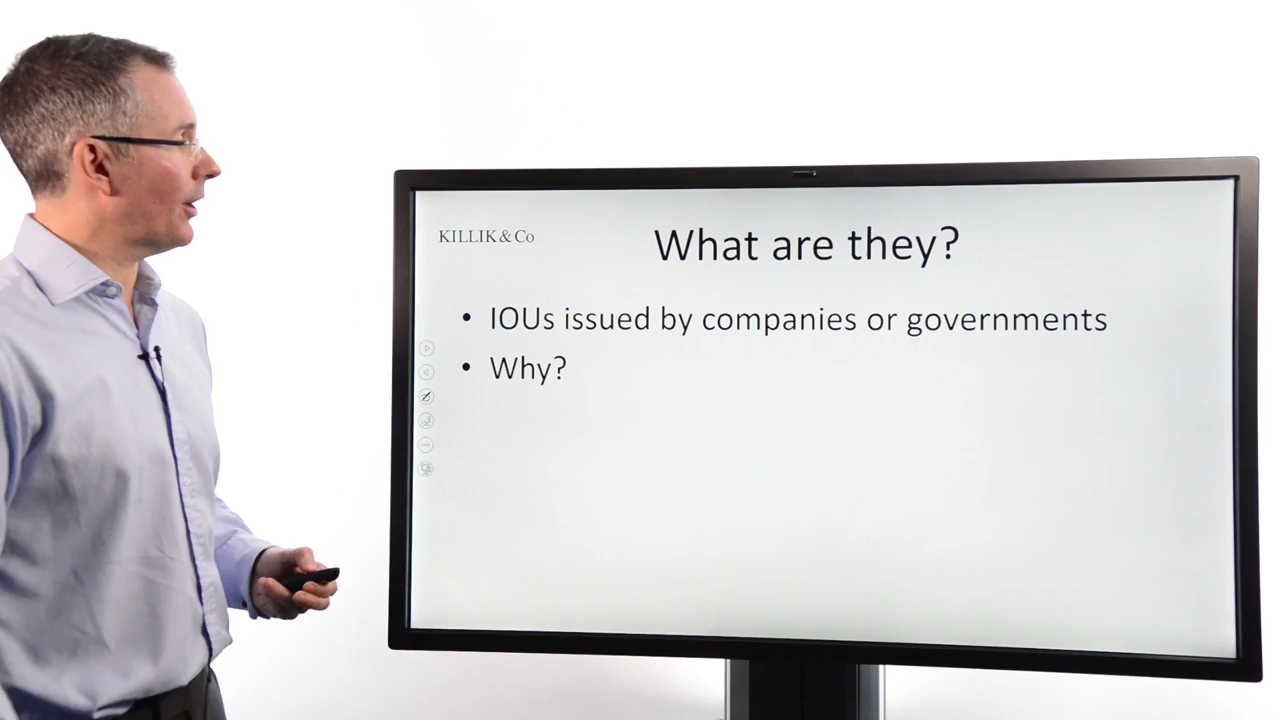 KILLIK & Co
What are they?
• IOUs issued by companies or governments
• Why?